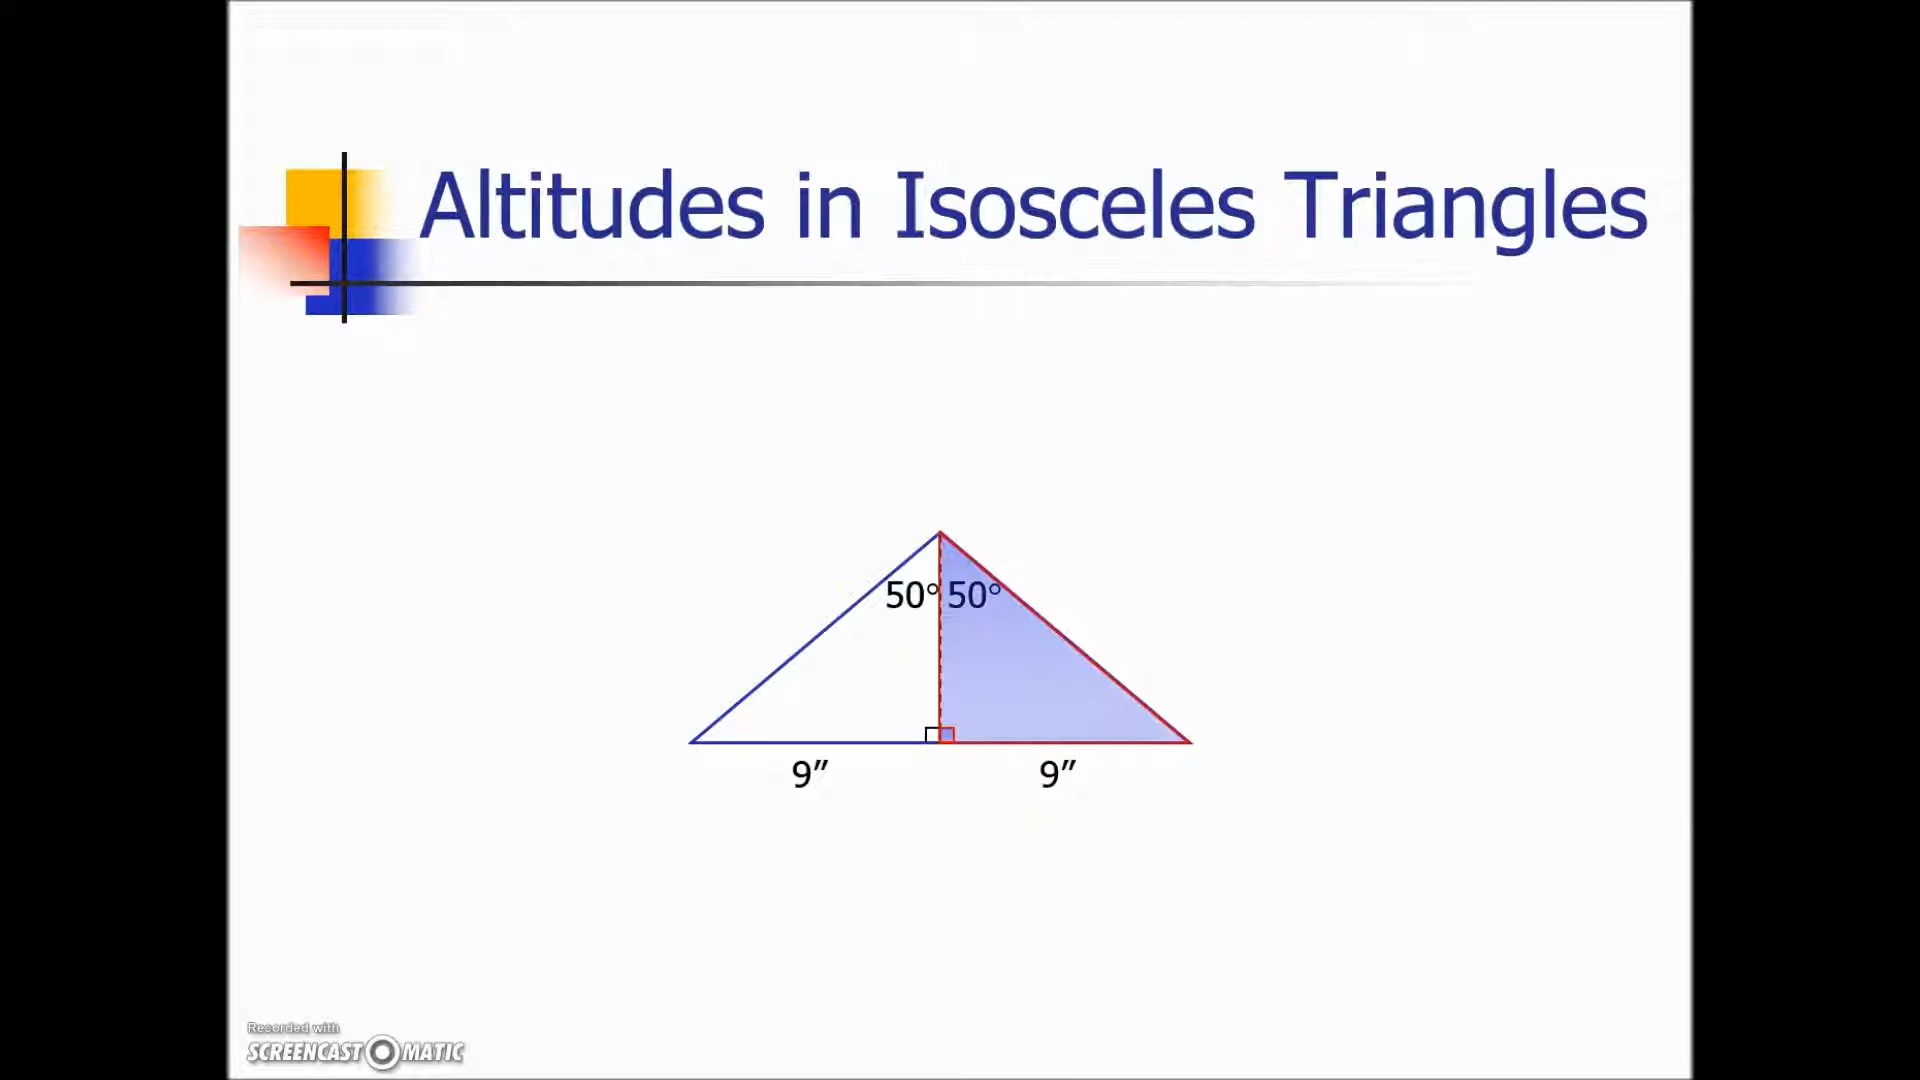 Altitudes in Isosceles Triangles
50° 50°
9” 9”
Recorded with
SCREENCAST MATIC